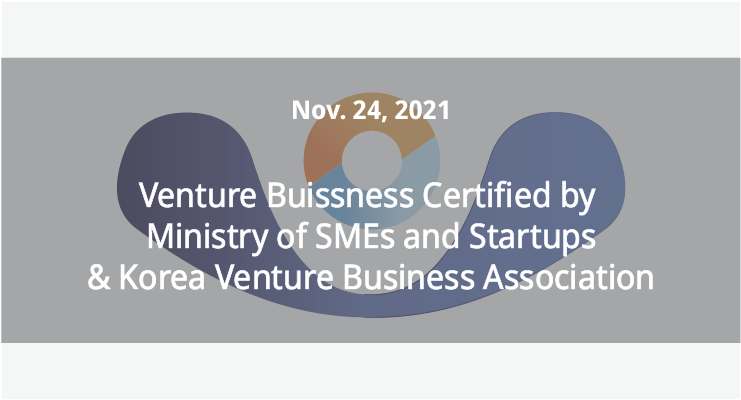 Nov. 24, 2021
Venture Buissness Certified by
Ministry of SMEs and Startups
& Korea Venture Business Association